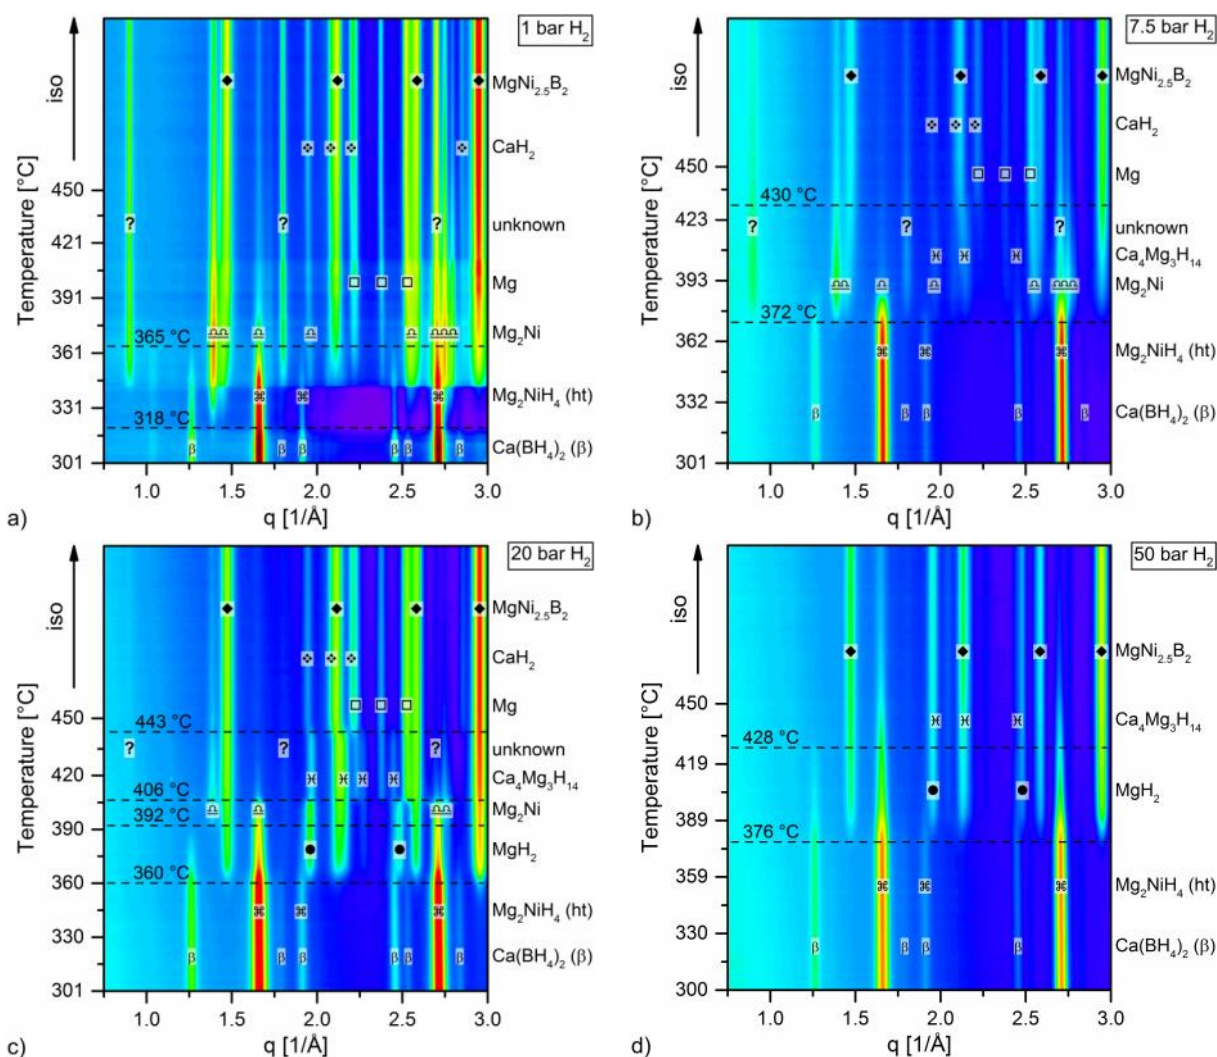 1 bar H2
iso
Temperature [°C]
450
421
391
361
331
301
365 °C
318 °C
MgNi2.5B2
CaH2
unknown
Mg
Mg2Ni
Mg2NiH4 (ht)
Ca(BH4)2 (β)
? ? ?
β β β β β β
1.0 1.5 2.0 2.5 3.0
q [1/Å]
a)
7.5 bar H2
iso
Temperature [°C]
450
423
393
362
332
301
430 °C
372 °C
MgNi2.5B2
CaH2
Mg
unknown
Ca4Mg3H14
Mg2Ni
Mg2NiH4 (ht)
Ca(BH4)2 (β)
? ? ?
β β β β β
1.0 1.5 2.0 2.5 3.0
q [1/Å]
b)
20 bar H2
iso
Temperature [°C]
450
420
390
360
330
301
443 °C
406 °C
392 °C
360 °C
MgNi2.5B2
CaH2
Mg
unknown
Ca4Mg3H14
Mg2Ni
MgH2
Mg2NiH4 (ht)
Ca(BH4)2 (β)
? ? ?
β β β β β β
1.0 1.5 2.0 2.5 3.0
q [1/Å]
c)
50 bar H2
iso
Temperature [°C]
450
419
389
359
330
300
428 °C
376 °C
MgNi2.5B2
Ca4Mg3H14
MgH2
Mg2NiH4 (ht)
Ca(BH4)2 (β)
β β β β
1.0 1.5 2.0 2.5 3.0
q [1/Å]
d)